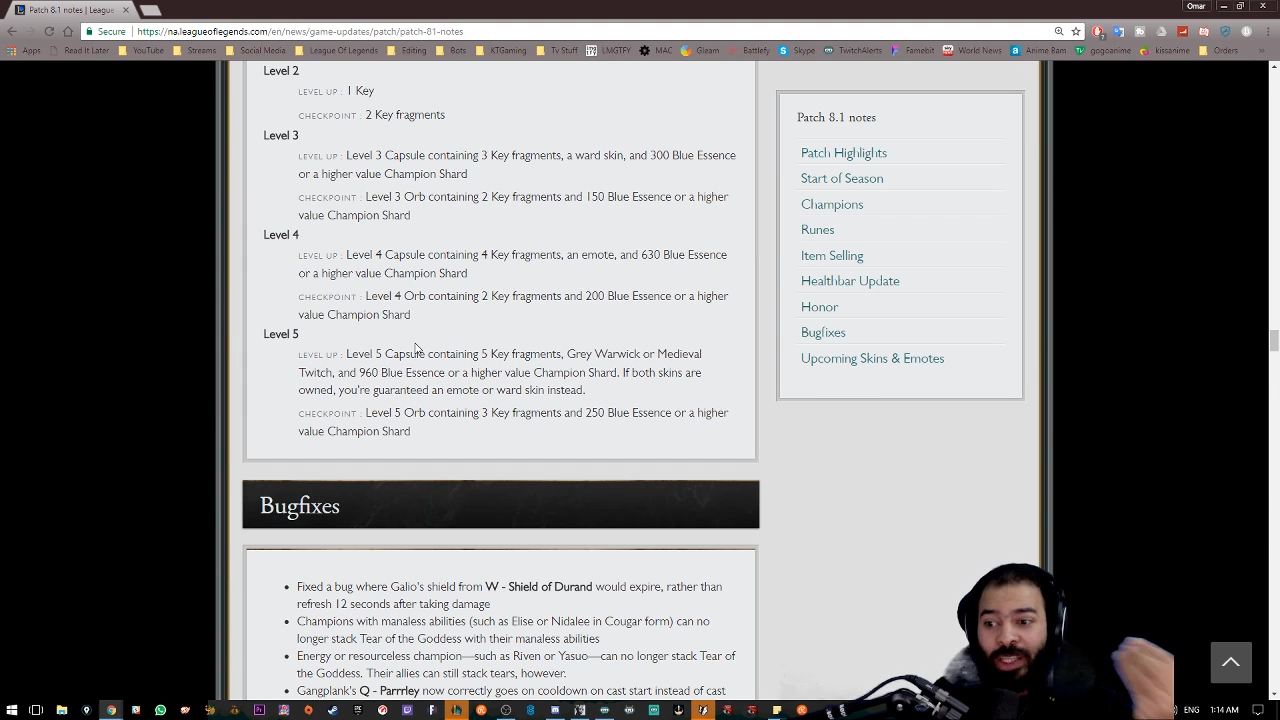 Patch 8.1 notes | League
Omar
Secure
https://na.leagueoflegends.com/en/news/game-updates/patch/patch-81-notes
Apps Read It Later YouTube Streams Social Media League Of Legends Editing Bots KTGaming Tv Stuff LMGTFY MAC Gleam Battlefy Skype TwitchAlerts Famebit World News Anime Bam gogoanime kissanime Orders
Level 2
LEVEL UP : 1 Key
CHECKPOINT : 2 Key fragments
Level 3
LEVEL UP : Level 3 Capsule containing 3 Key fragments, a ward skin, and 300 Blue Essence
or a higher value Champion Shard
CHECKPOINT : Level 3 Orb containing 2 Key fragments and 150 Blue Essence or a higher
value Champion Shard
Level 4
LEVEL UP : Level 4 Capsule containing 4 Key fragments, an emote, and 630 Blue Essence
or a higher value Champion Shard
CHECKPOINT : Level 4 Orb containing 2 Key fragments and 200 Blue Essence or a higher
value Champion Shard
Level 5
LEVEL UP : Level 5 Capsule containing 5 Key fragments, Grey Warwick or Medieval
Twitch, and 960 Blue Essence or a higher value Champion Shard. If both skins are
owned, you're guaranteed an emote or ward skin instead.
CHECKPOINT : Level 5 Orb containing 3 Key fragments and 250 Blue Essence or a higher
value Champion Shard
Bugfixes
Fixed a bug where Galio's shield from W - Shield of Durand would expire, rather than
refresh 12 seconds after taking damage
Champions with manaless abilities (such as Elise or Nidalee in Cougar form) can no
longer stack Tear of the Goddess with their manaless abilities
Energy or resourceless champion—such as Riven or Yasuo—can no longer stack Tear of
the Goddess. Their allies can still stack tears, however.
Gangplank's Q - Parrrley now correctly goes on cooldown on cast start instead of cast
Patch 8.1 notes
Patch Highlights
Start of Season
Champions
Runes
Item Selling
Healthbar Update
Honor
Bugfixes
Upcoming Skins & Emotes
ENG 1:14 AM